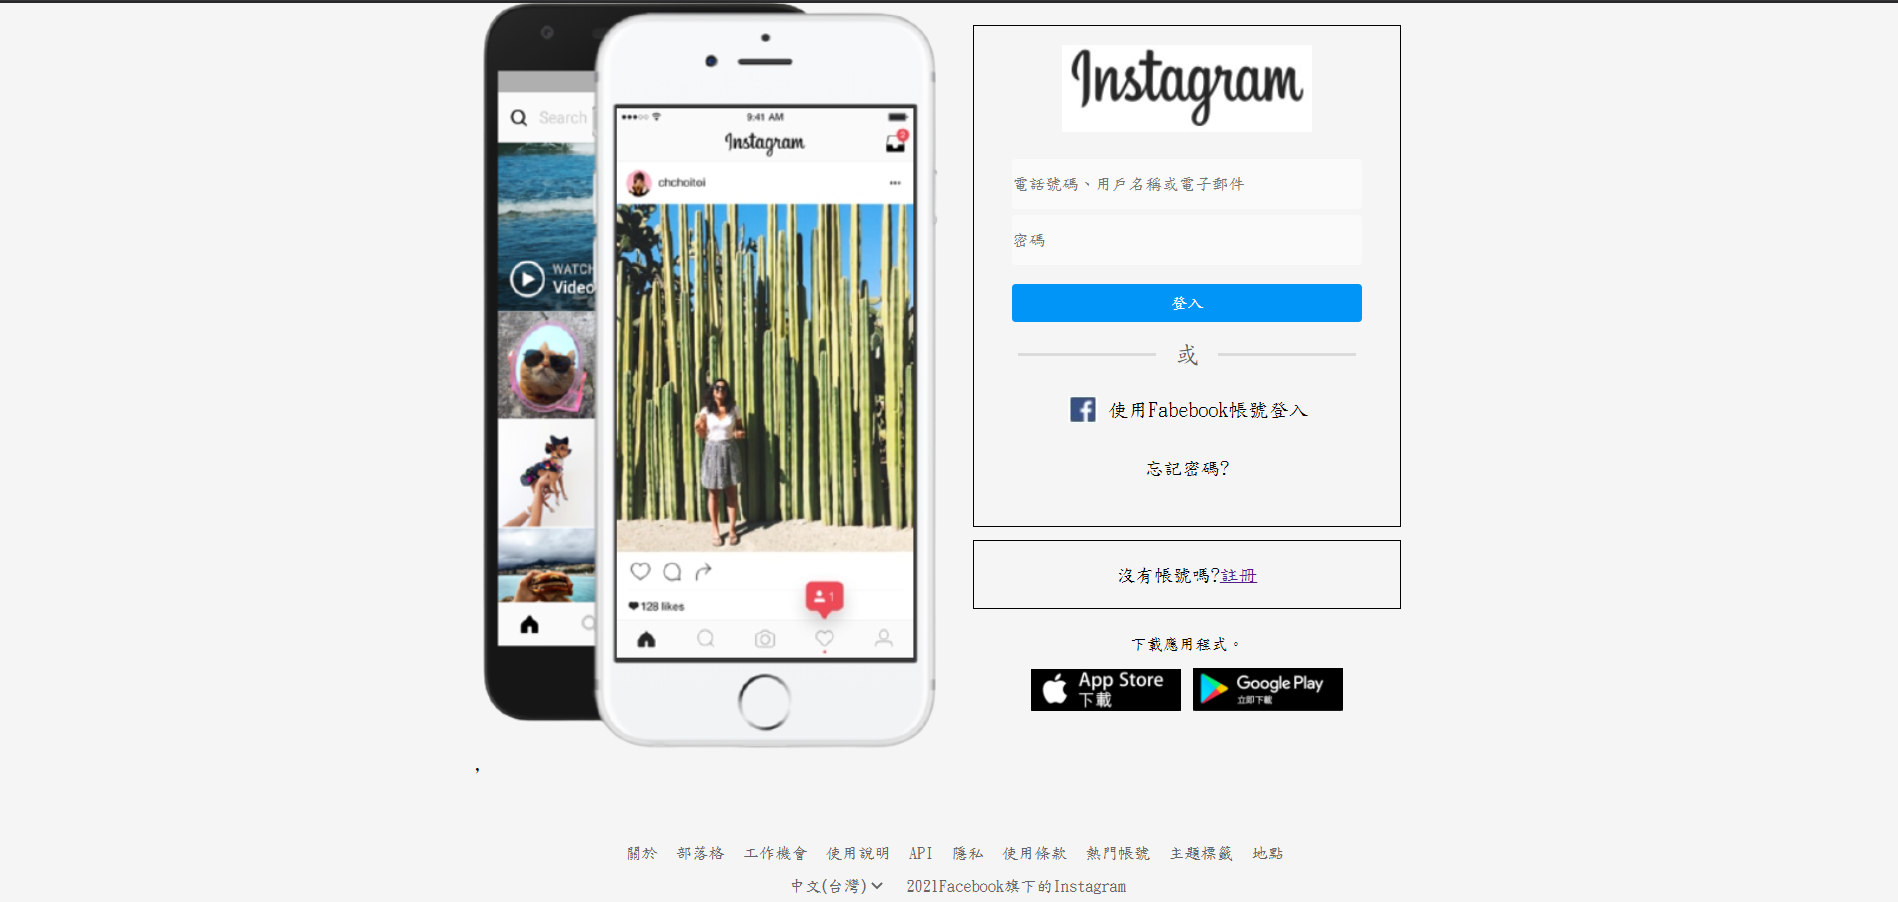 Search
WATCH
Video
9:41 AM
Instagram
2
chchoitoi
128 likes
1
Instagram
電話號碼、用戶名稱或電子郵件
密碼
登入
或
使用Fabebook帳號登入
忘記密碼?
沒有帳號嗎?註冊
下載應用程式。
App Store
下載
Google Play
立即下載
,
關於 部落格 工作機會 使用說明 API 隱私 使用條款 熱門帳號 主題標籤 地點
中文(台灣) 2021Facebook旗下的Instagram